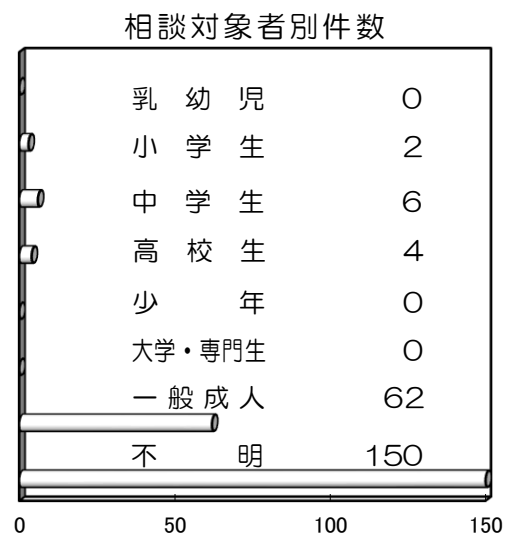 相談対象者別件数
乳幼児 0
小学生 2
中学生 6
高校生 4
少年 0
大学・専門生 0
一般成人 62
不明 150
0 50 100 150